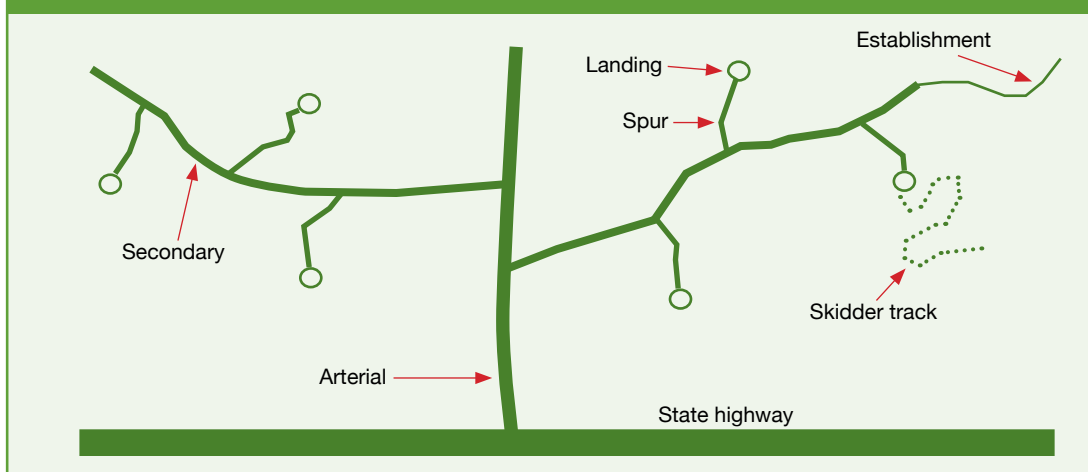 Establishment
Landing
Spur
Secondary
Skidder track
Arterial
State highway